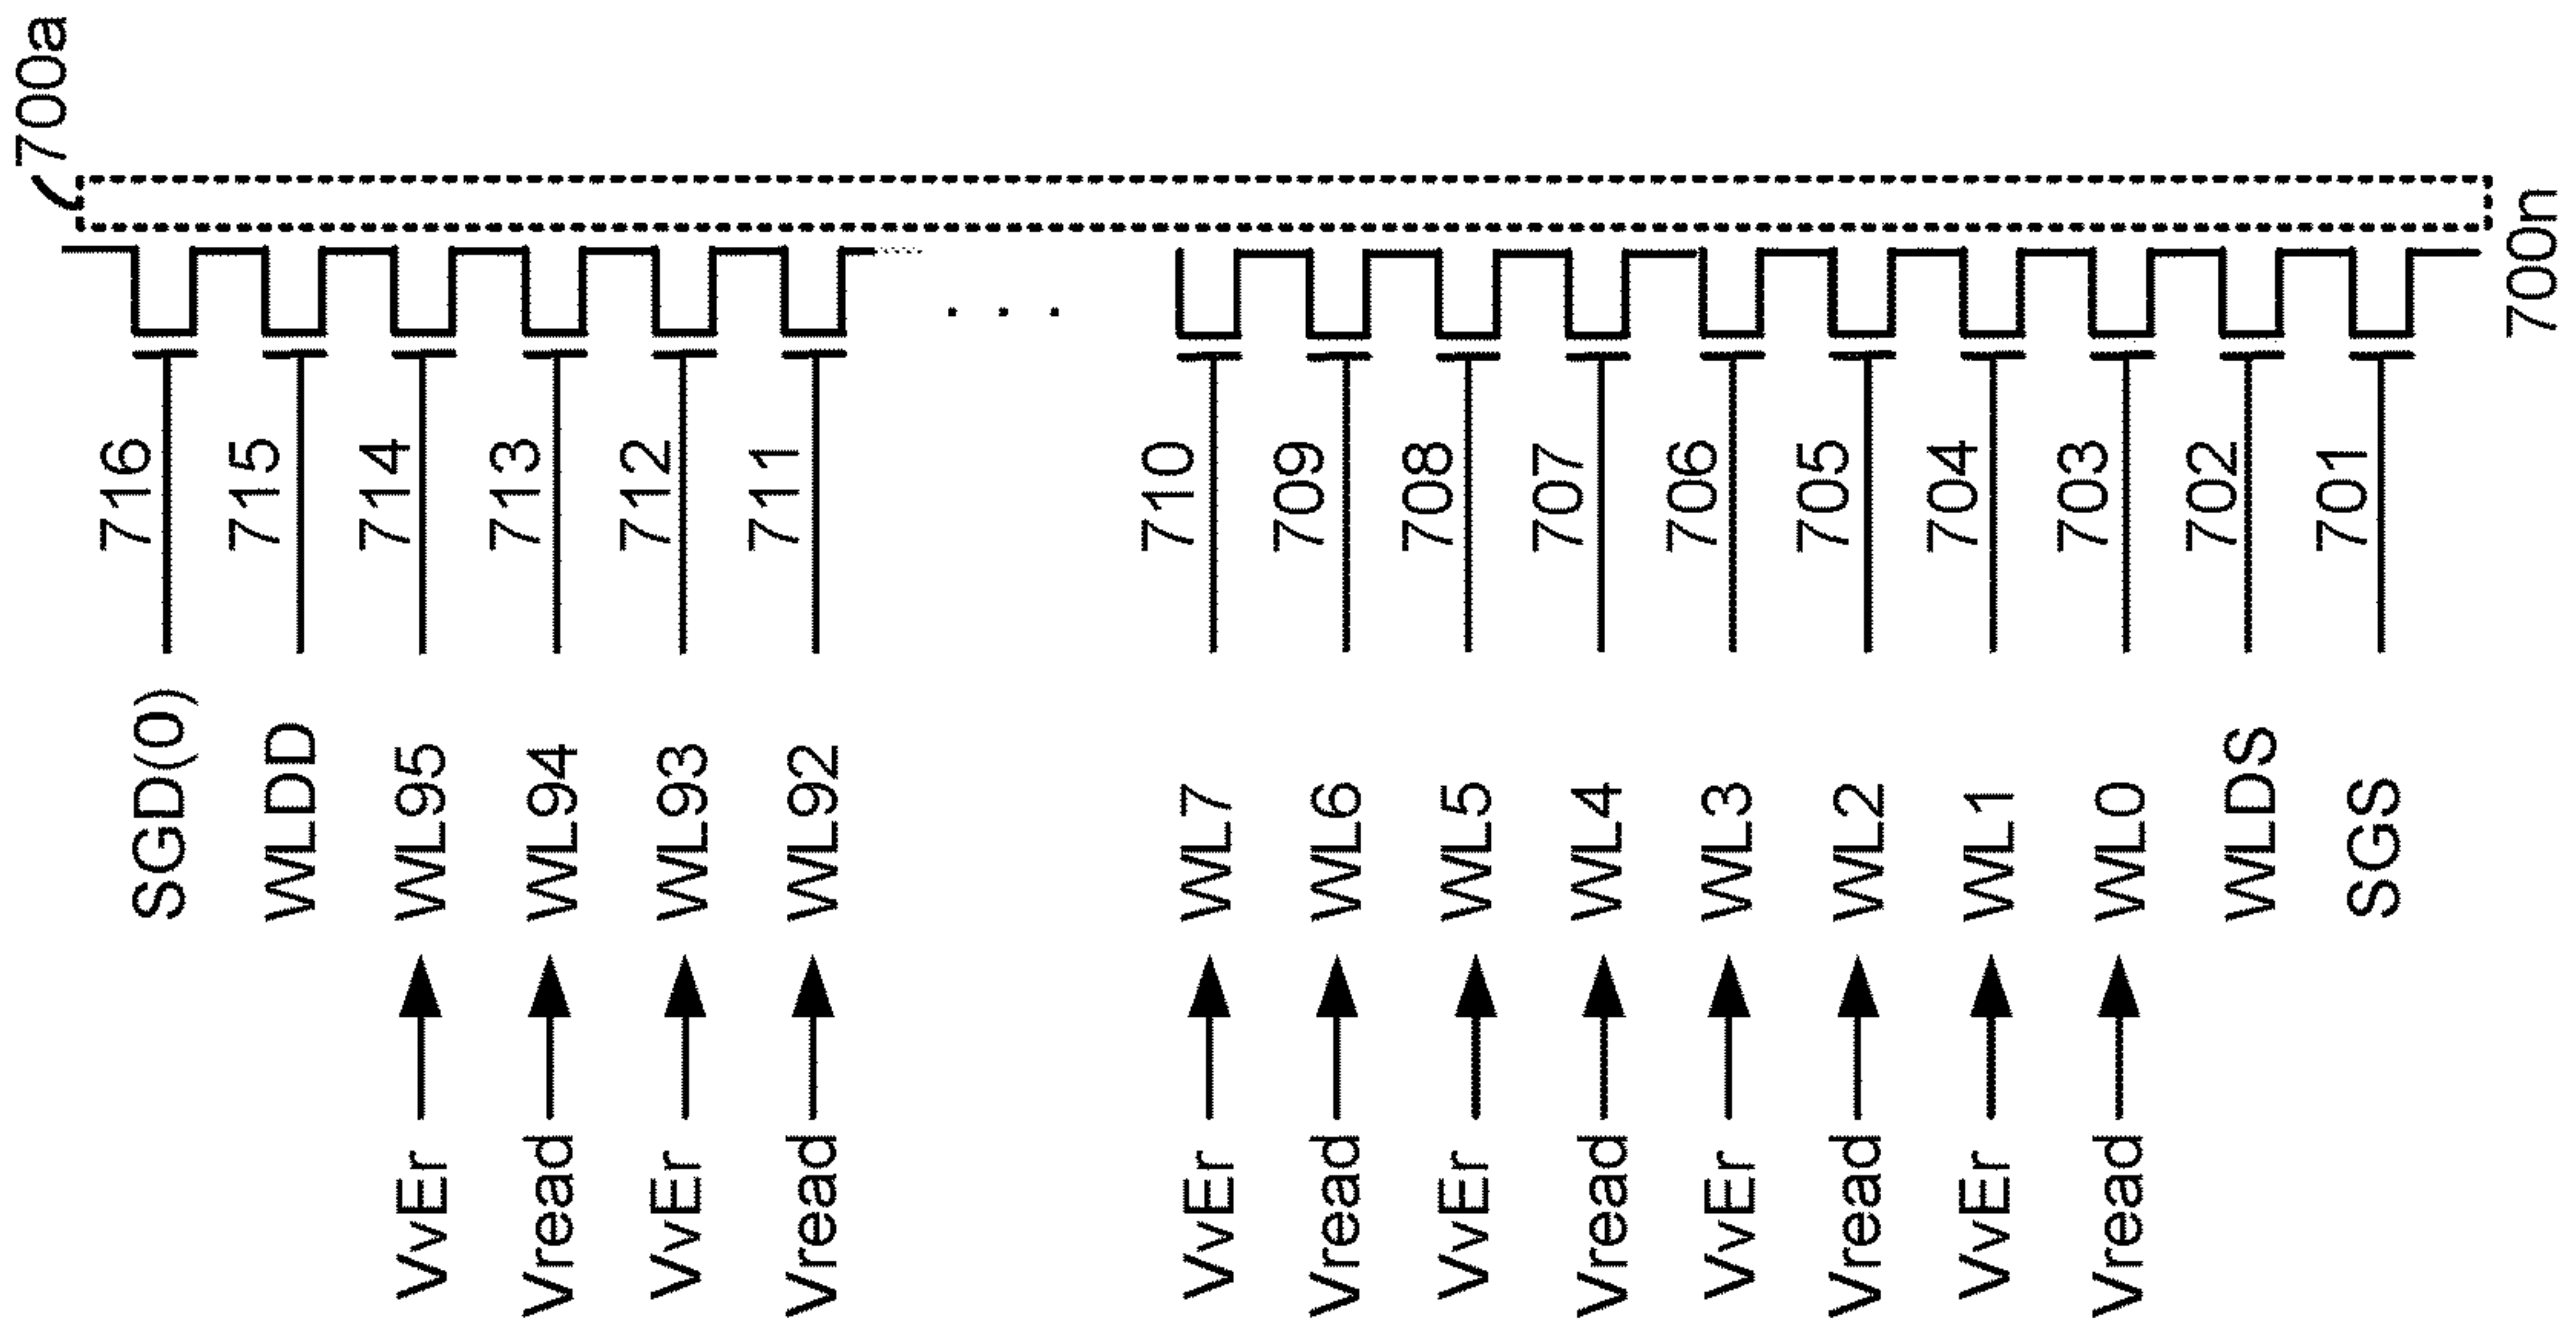 700a
716 SGD(0)
715 WLDD
714 WL95 VvEr
713 WL94 Vread
712 WL93 VvEr
711 WL92 Vread
. . .
710 WL7 VvEr
709 WL6 Vread
708 WL5 VvEr
707 WL4 Vread
706 WL3 VvEr
705 WL2 Vread
704 WL1 VvEr
703 WL0 Vread
702 WLDS
701 SGS
700n